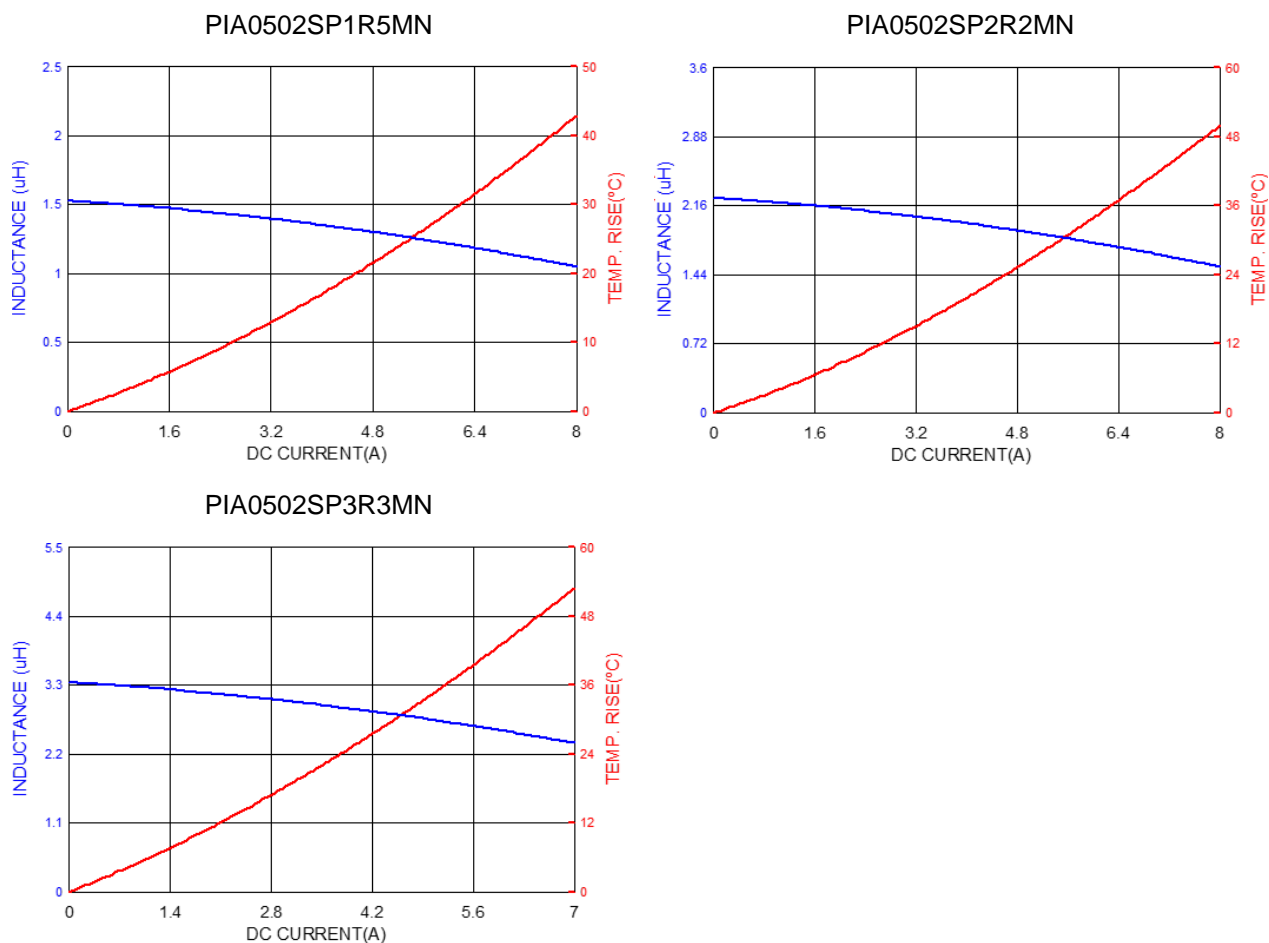 PIA0502SP1R5MN
2.5
2
1.5
1
0.5
0
INDUCTANCE (uH)
50
40
30
20
10
0
TEMP. RISE(ºC)
0 1.6 3.2 4.8 6.4 8
DC CURRENT(A)
PIA0502SP2R2MN
3.6
2.88
2.16
1.44
0.72
0
INDUCTANCE (uH)
60
48
36
24
12
0
TEMP. RISE(ºC)
0 1.6 3.2 4.8 6.4 8
DC CURRENT(A)
PIA0502SP3R3MN
5.5
4.4
3.3
2.2
1.1
0
INDUCTANCE (uH)
60
48
36
24
12
0
TEMP. RISE(ºC)
0 1.4 2.8 4.2 5.6 7
DC CURRENT(A)